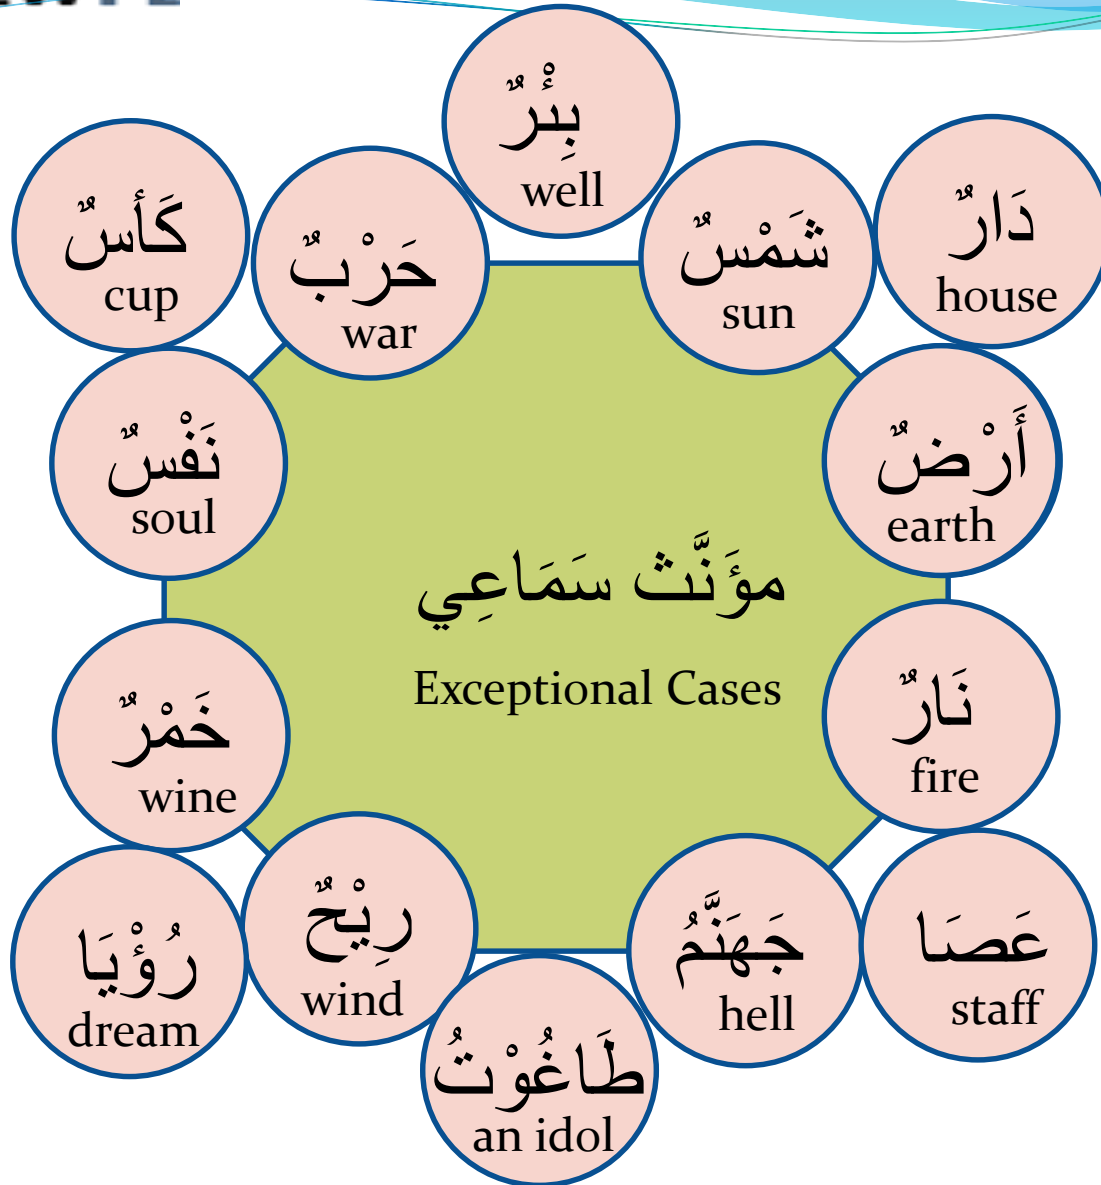 بِئْرٌ
well
كَأسٌ
cup
حَرْبٌ
war
شَمْسٌ
sun
دَارٌ
house
نَفْسٌ
soul
أَرْضٌ
earth
مؤَنَّث سَمَاعِي
Exceptional Cases
خَمْرٌ
wine
نَارٌ
fire
رُؤْيَا
dream
رِيْحٌ
wind
طَاغُوْتُ
an idol
جَهَنَّمُ
hell
عَصَا
staff